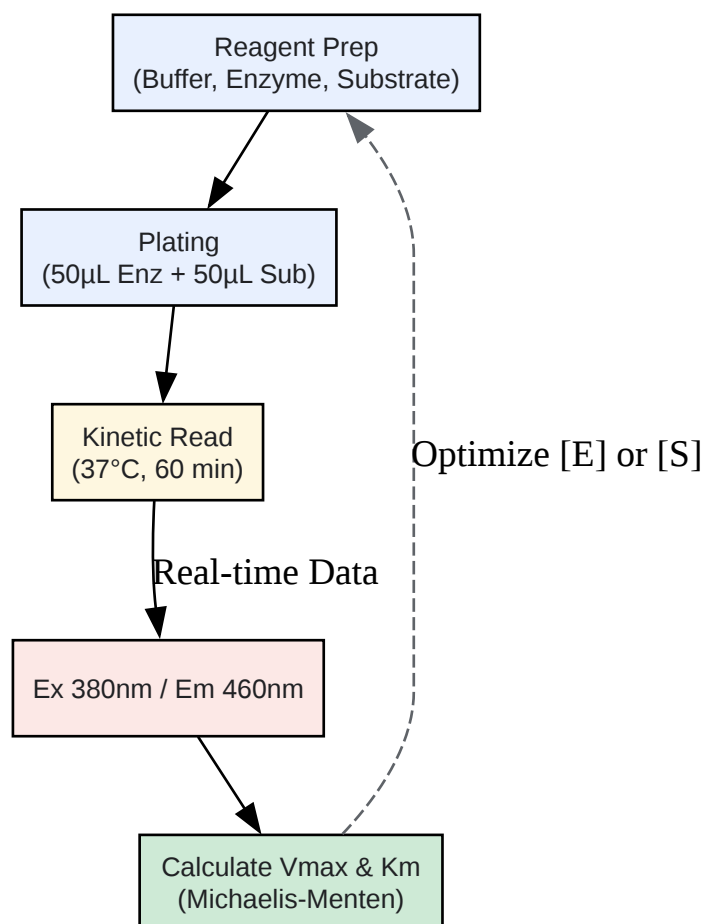 Reagent Prep
(Buffer, Enzyme, Substrate)
Plating
(50µL Enz + 50µL Sub)
Kinetic Read
(37°C, 60 min)
Optimize [E] or [S]
Real-time Data
Ex 380nm / Em 460nm
Calculate Vmax & Km
(Michaelis-Menten)